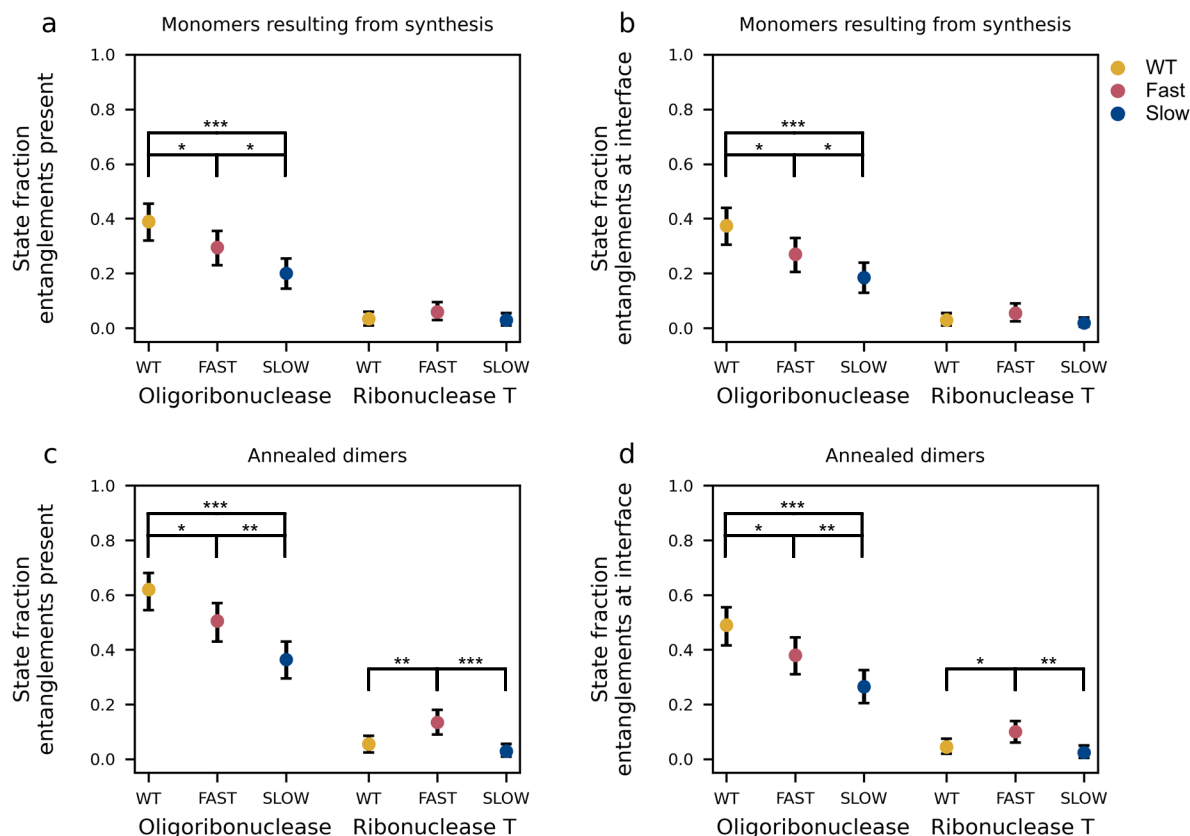 a
Monomers resulting from synthesis
State fraction
entanglements present
1.0
0.8
0.6
0.4
0.2
0.0
***
* *
WT FAST SLOW WT FAST SLOW
Oligoribonuclease Ribonuclease T
b
Monomers resulting from synthesis
State fraction
entanglements at interface
1.0
0.8
0.6
0.4
0.2
0.0
***
* *
WT FAST SLOW WT FAST SLOW
Oligoribonuclease Ribonuclease T
WT
Fast
Slow
c
Annealed dimers
State fraction
entanglements present
1.0
0.8
0.6
0.4
0.2
0.0
***
* **
** ***
WT FAST SLOW WT FAST SLOW
Oligoribonuclease Ribonuclease T
d
Annealed dimers
State fraction
entanglements at interface
1.0
0.8
0.6
0.4
0.2
0.0
***
* **
* **
WT FAST SLOW WT FAST SLOW
Oligoribonuclease Ribonuclease T